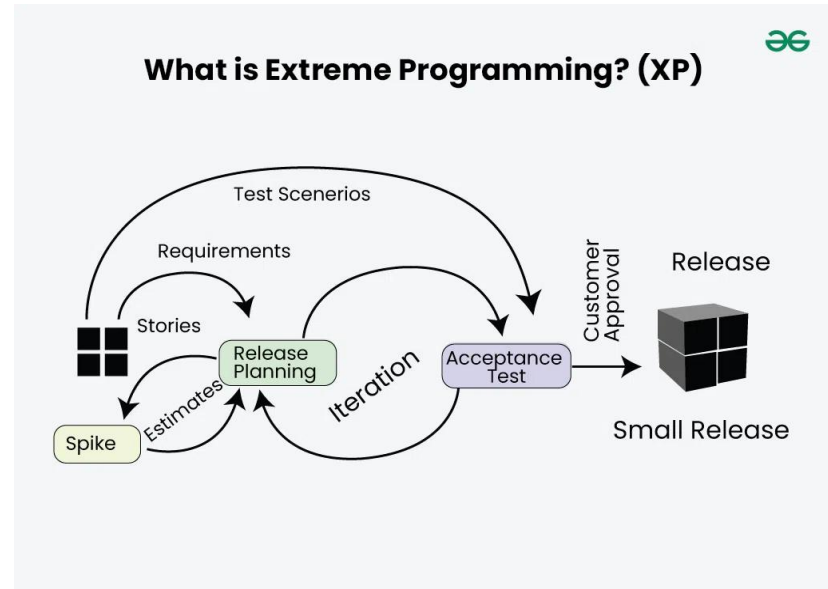 What is Extreme Programming? (XP)
Test Scenerios
Requirements
Stories
Release
Planning
Estimates
Spike
Iteration
Acceptance
Test
Customer
Approval
Release
Small Release